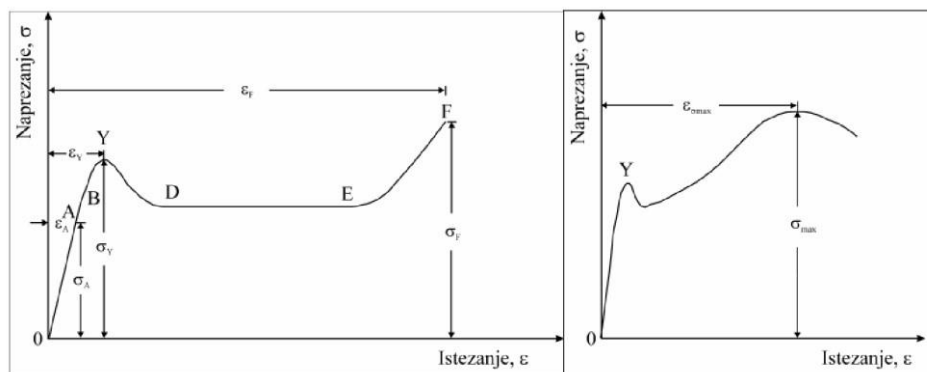 Naprezanje, σ
ε_F
F
Y
ε_Y
D
E
B
A
ε_A
σ_Y
σ_F
σ_A
0
Istezanje, ε
Naprezanje, σ
ε_σmax
Y
σ_max
0
Istezanje, ε